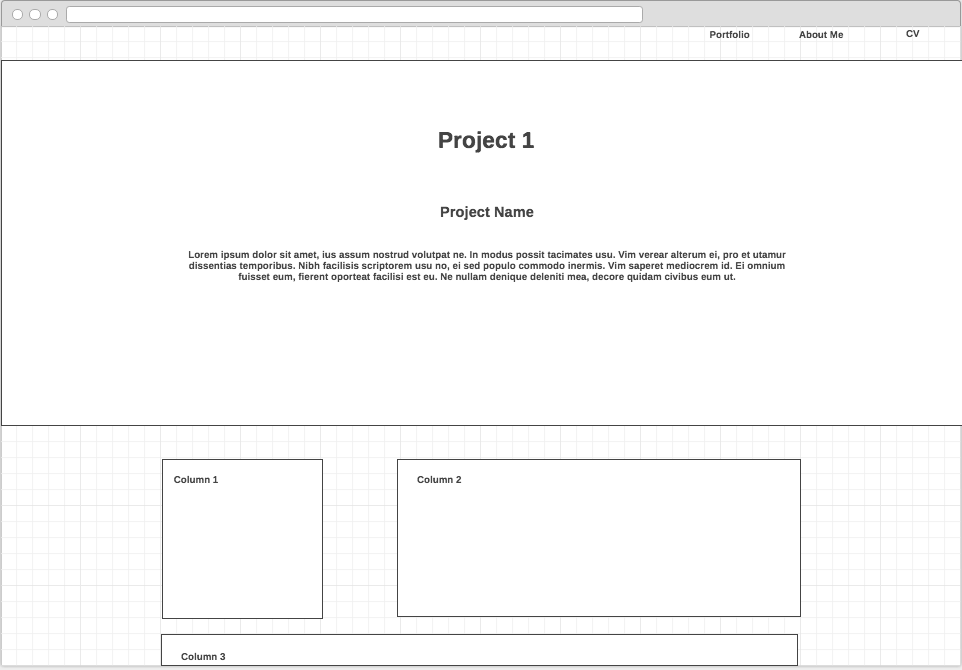 Portfolio About Me CV
Project 1
Project Name
Lorem ipsum dolor sit amet, ius assum nostrud volutpat ne. In modus possit tacimates usu. Vim verear alterum ei, pro et utamur
dissentias temporibus. Nibh facilisis scriptorem usu no, ei sed populo commodo inermis. Vim saperet mediocrem id. Ei omnium
fuisset eum, fierent oporteat facilisi est eu. Ne nullam denique deleniti mea, decore quidam civibus eum ut.
Column 1
Column 2
Column 3